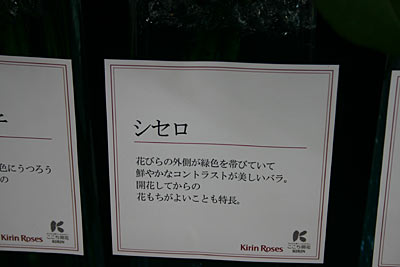 シセロ
花びらの外側が緑色を帯びていて
鮮やかなコントラストが美しいバラ。
開花してからの
花もちがよいことも特長。
Kirin Roses
KIRIN
色にうつろう
の
Kirin Roses
KIRIN